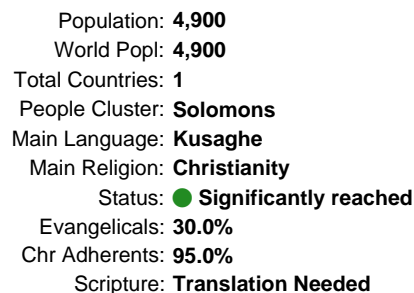 Population: 4,900
World Popl: 4,900
Total Countries: 1
People Cluster: Solomons
Main Language: Kusaghe
Main Religion: Christianity
Status: Significantly reached
Evangelicals: 30.0%
Chr Adherents: 95.0%
Scripture: Translation Needed